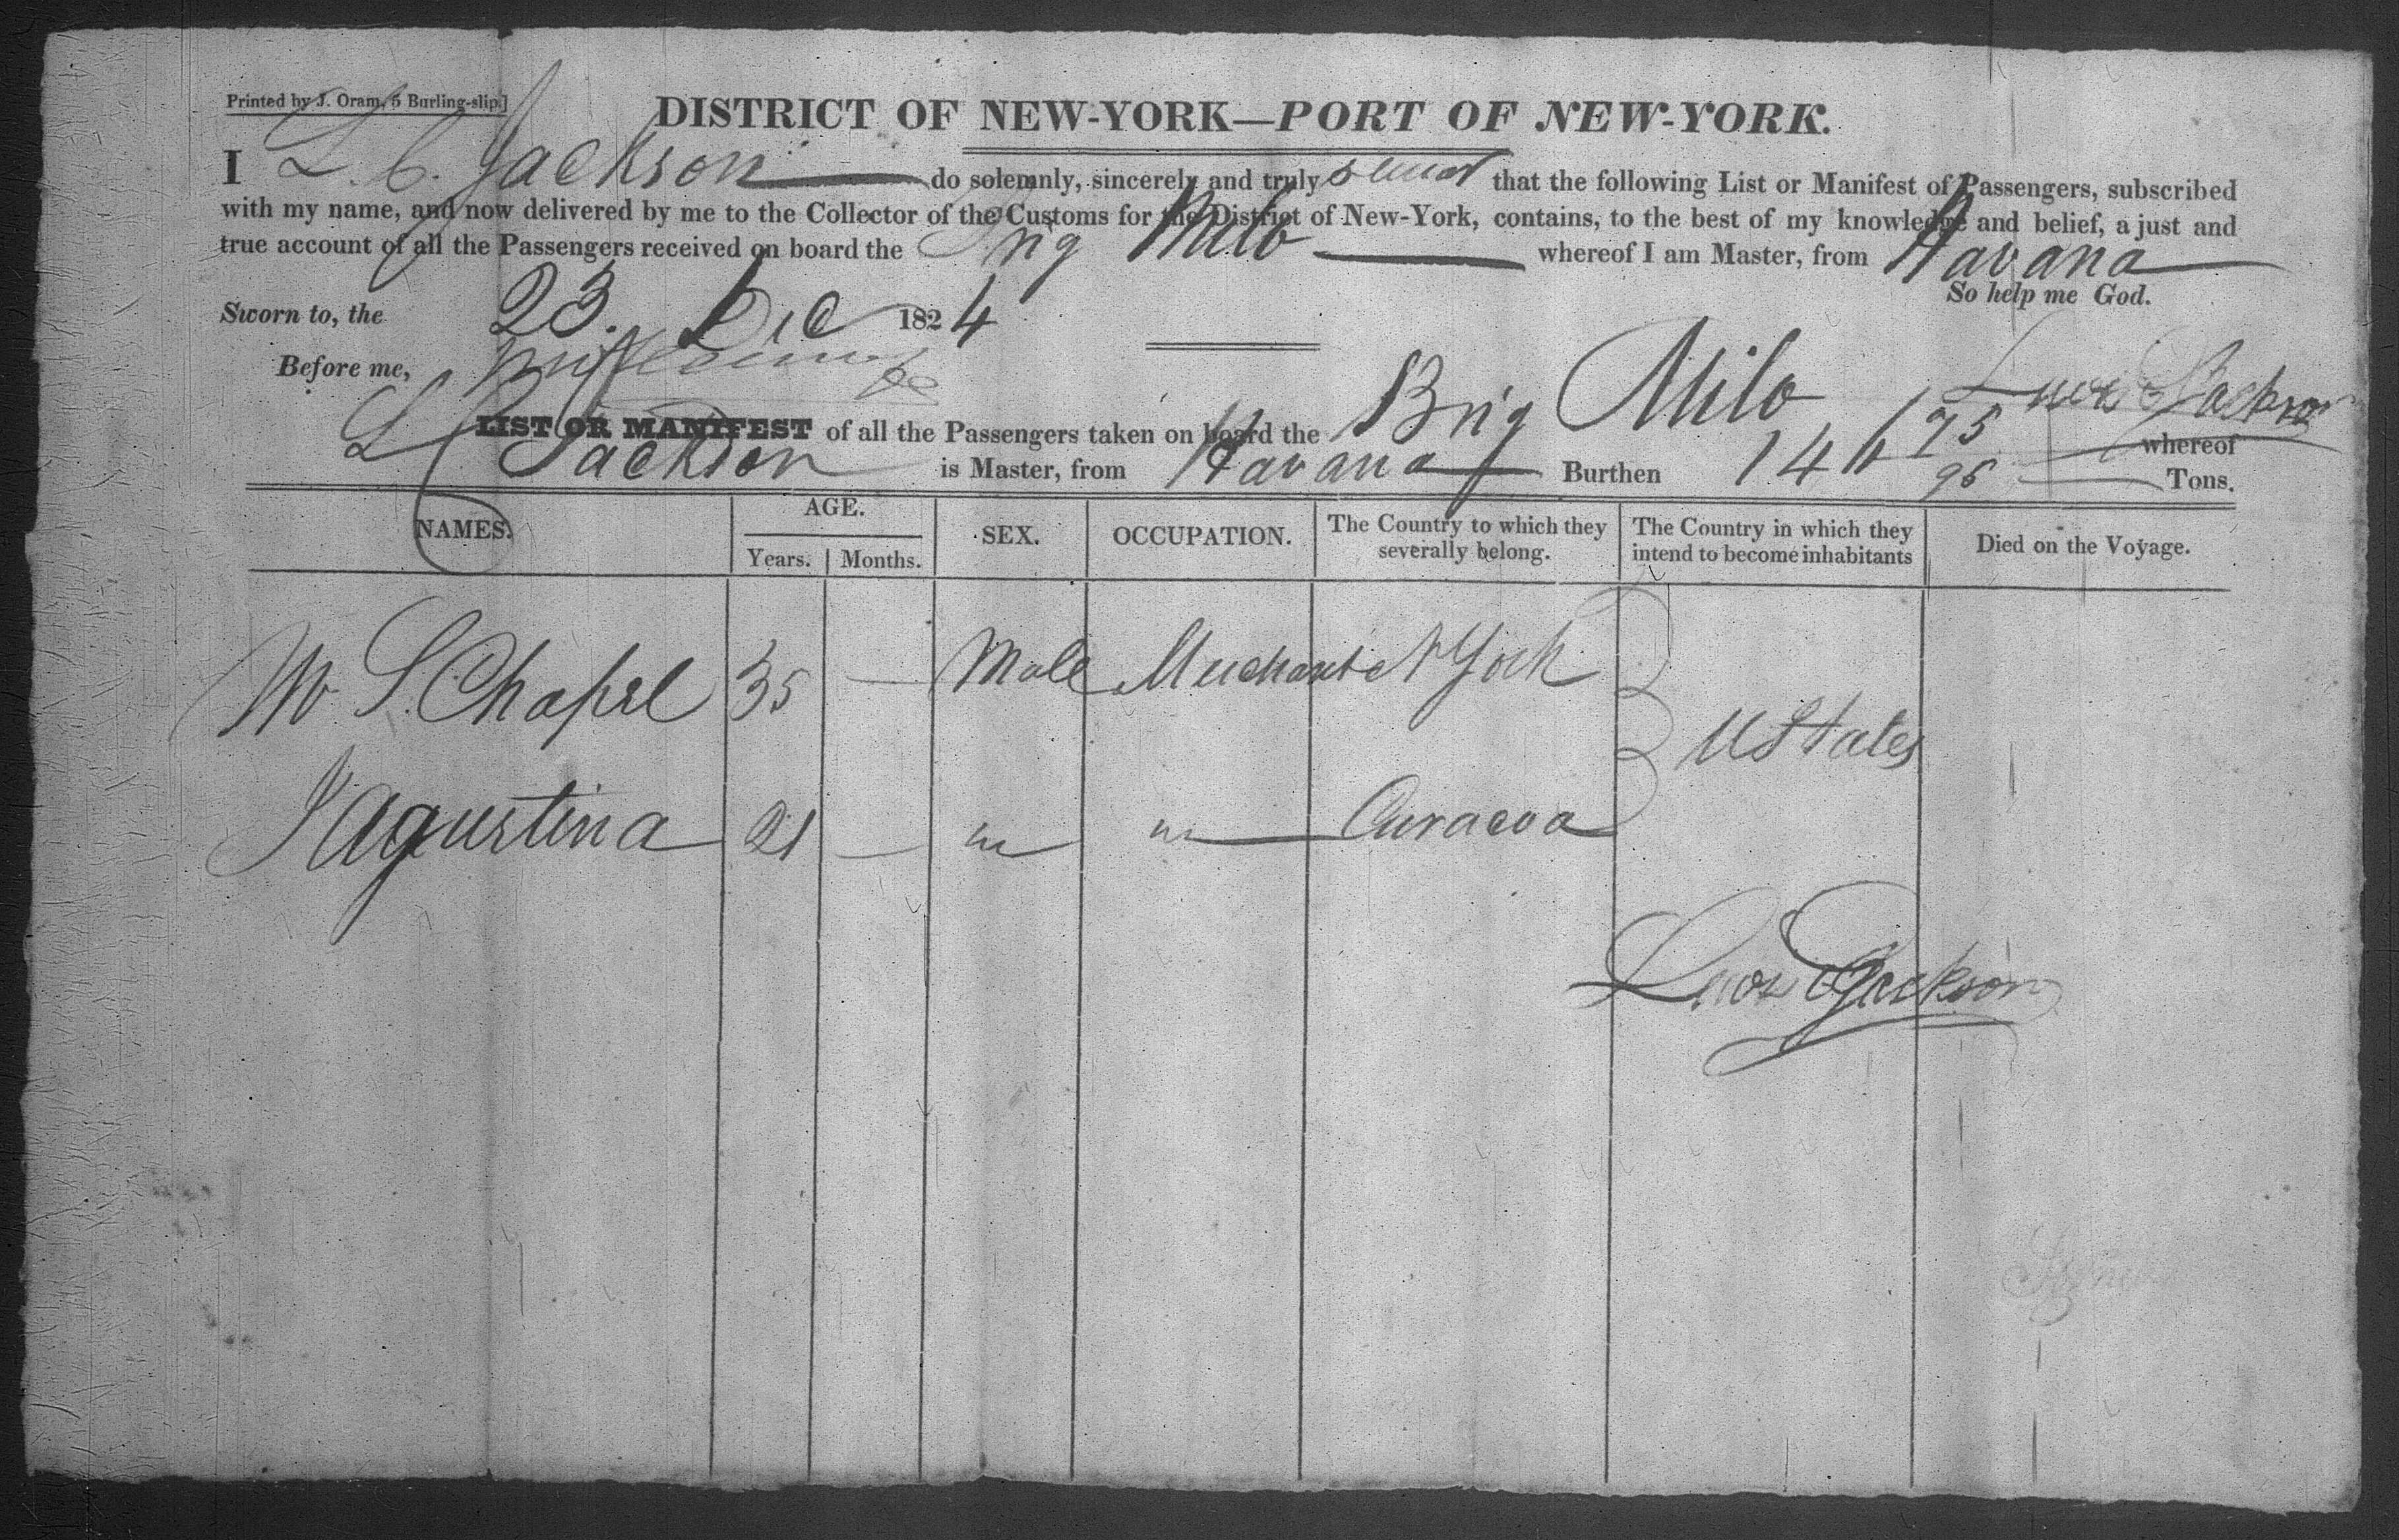 Printed by J. Oram, 5 Burling-slip.]
DISTRICT OF NEW-YORK—PORT OF NEW-YORK.
I L. C. Jackson do solemnly, sincerely and truly swear that the following List or Manifest of Passengers, subscribed
with my name, and now delivered by me to the Collector of the Customs for the District of New-York, contains, to the best of my knowledge and belief, a just and
true account of all the Passengers received on board the Brig Milo whereof I am Master, from Havana
So help me God.
Sworn to, the 23. Dec 1824
Before me,
Jackson
LIST OR MANIFEST of all the Passengers taken on board the Brig Milo whereof
L C Jackson is Master, from Havana Burthen 146 75/95 Tons.
NAMES. AGE. SEX. OCCUPATION. The Country to which they severally belong. The Country in which they intend to become inhabitants Died on the Voyage.
Years. Months.
W S. Chapel 35 — Male Merchant N York
U States
J Agustina 21 — " " Curacoa
Jackson